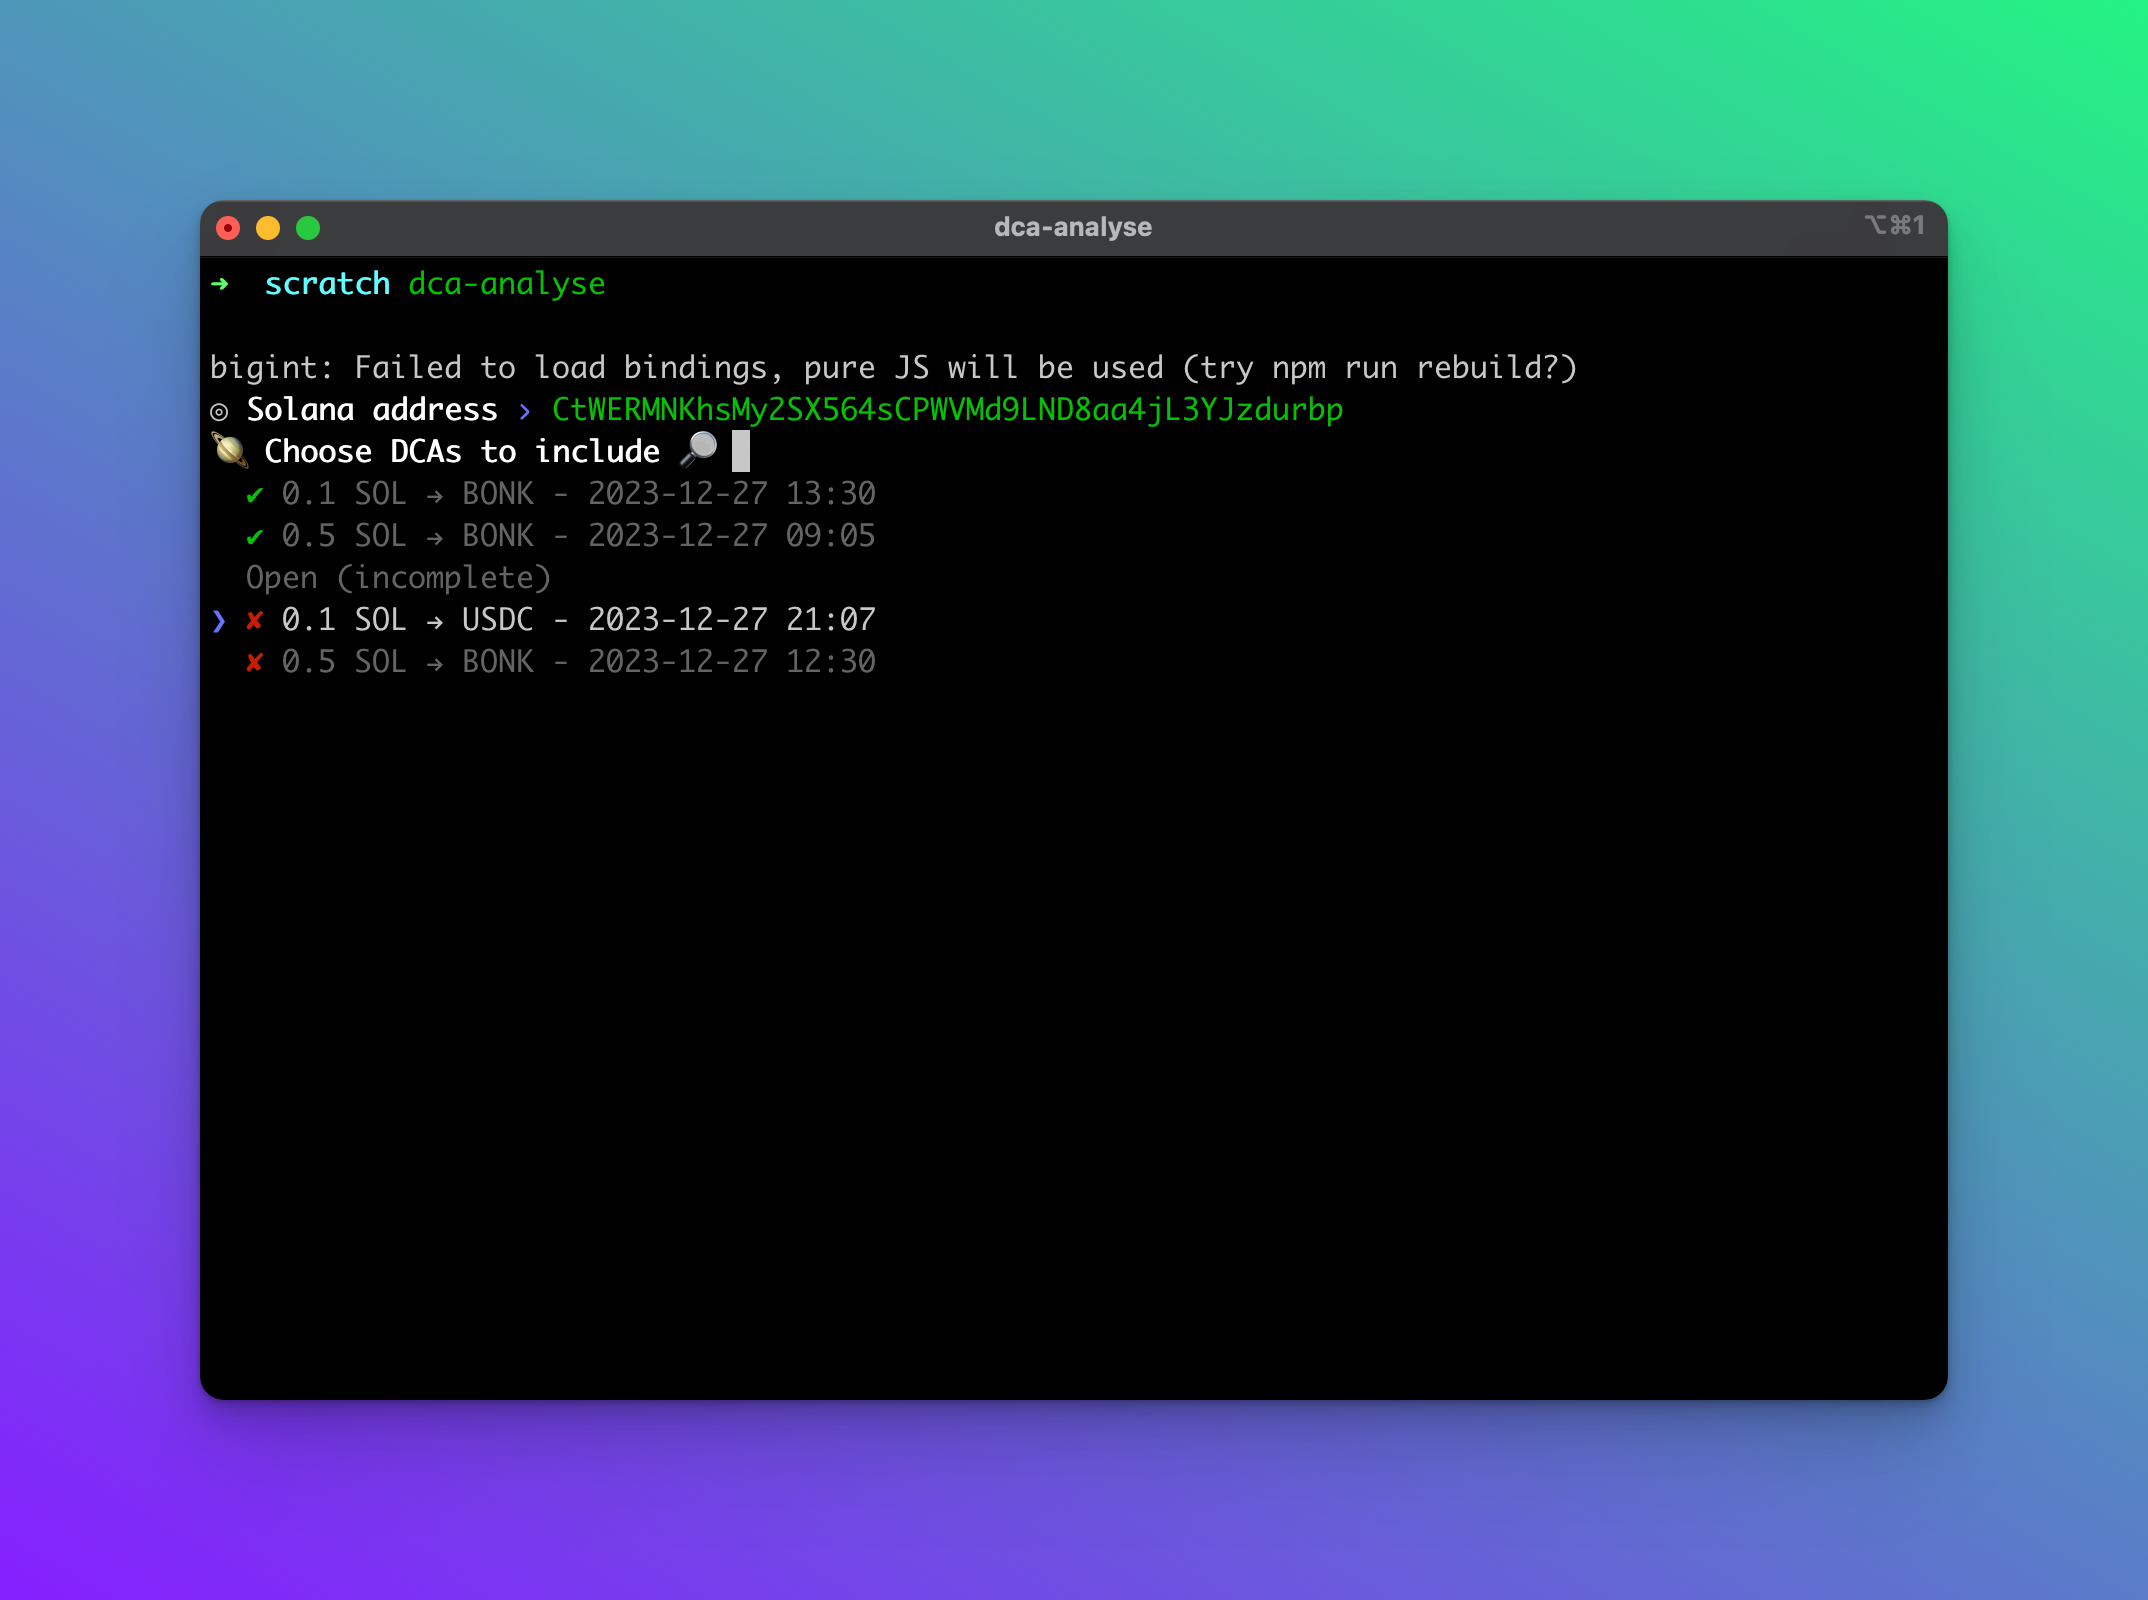 dca-analyse
⌥⌘1
➜ scratch dca-analyse
bigint: Failed to load bindings, pure JS will be used (try npm run rebuild?)
◎ Solana address › CtWERMNKhsMy2SX564sCPWVMd9LND8aa4jL3YJzdurbp
🪐 Choose DCAs to include 🔎
✔ 0.1 SOL → BONK - 2023-12-27 13:30
✔ 0.5 SOL → BONK - 2023-12-27 09:05
Open (incomplete)
❯ ✘ 0.1 SOL → USDC - 2023-12-27 21:07
✘ 0.5 SOL → BONK - 2023-12-27 12:30